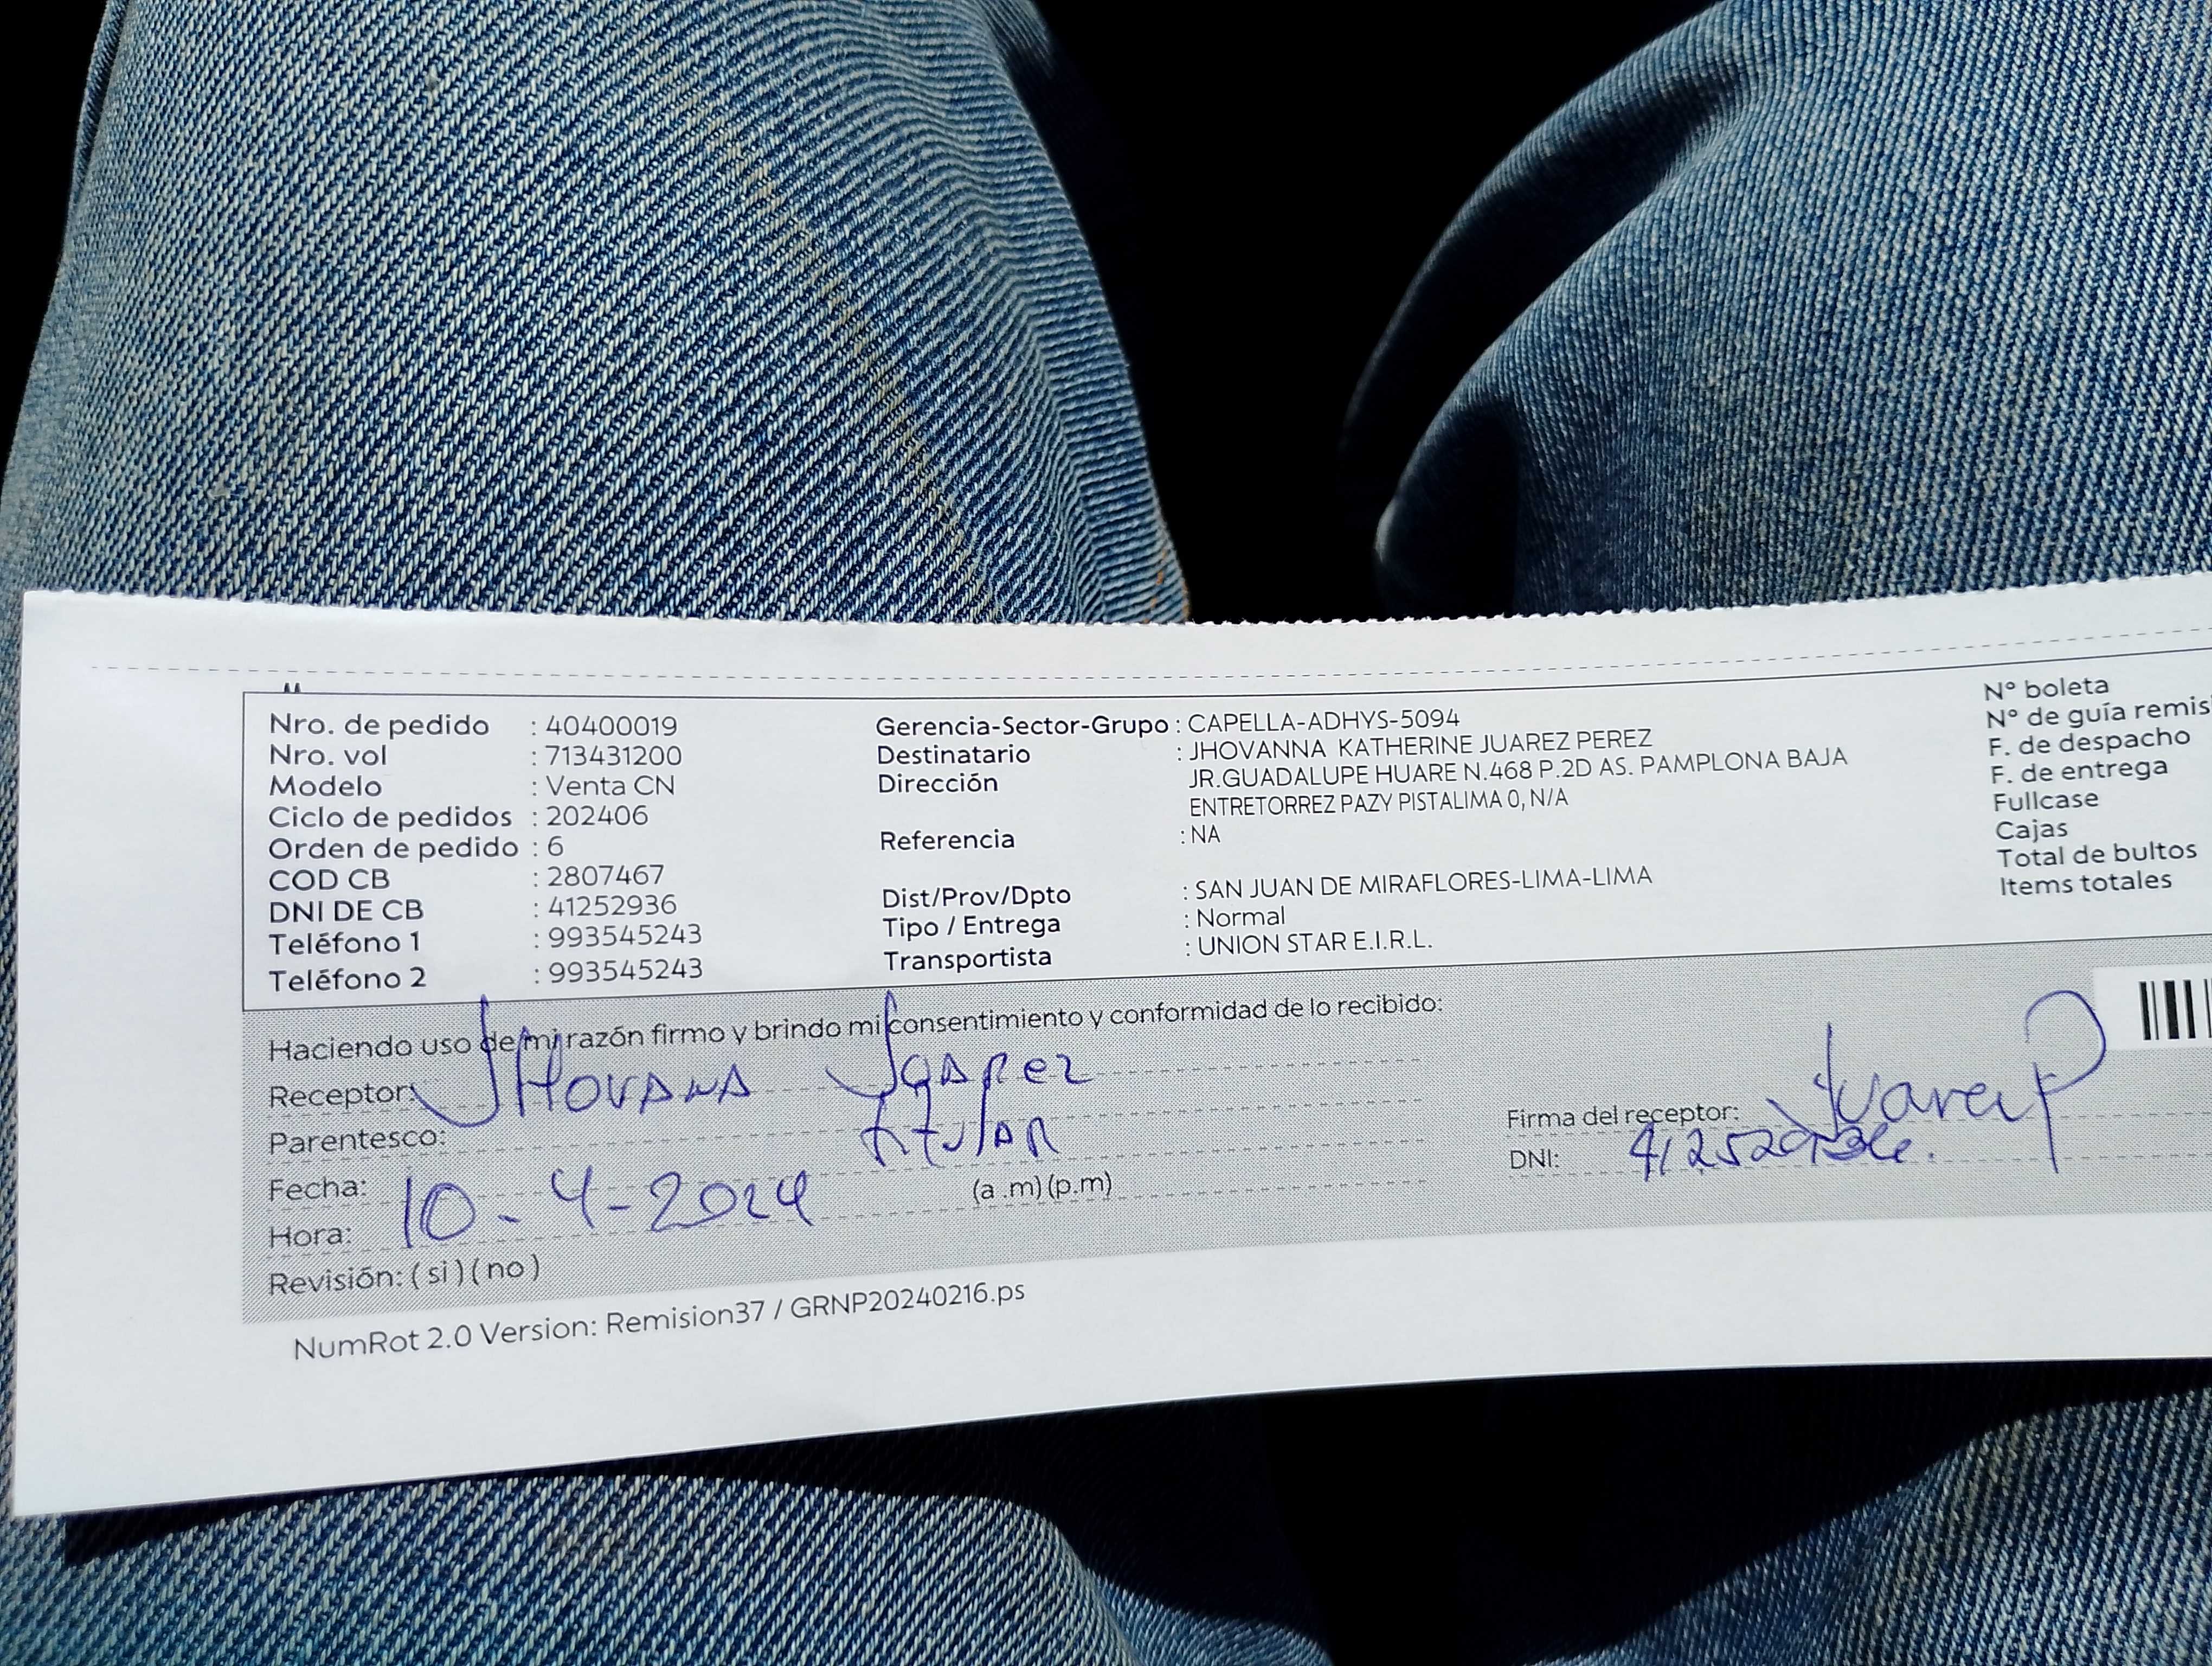 Nro. de pedido : 40400019
Nro. vol : 713431200
Modelo : Venta CN
Ciclo de pedidos : 202406
Orden de pedido : 6
COD CB : 2807467
DNI DE CB : 41252936
Teléfono 1 : 993545243
Teléfono 2 : 993545243
Gerencia-Sector-Grupo : CAPELLA-ADHYS-5094
Destinatario : JHOVANNA KATHERINE JUAREZ PEREZ
Dirección JR.GUADALUPE HUARE N.468 P.2D AS. PAMPLONA BAJA
ENTRETORREZ PAZY PISTALIMA 0, N/A
Referencia : NA
Dist/Prov/Dpto : SAN JUAN DE MIRAFLORES-LIMA-LIMA
Tipo / Entrega : Normal
Transportista : UNION STAR E.I.R.L.
N° boleta
N° de guía remis
F. de despacho
F. de entrega
Fullcase
Cajas
Total de bultos
Items totales
Haciendo uso de mi razón firmo y brindo mi consentimiento y conformidad de lo recibido:
Receptor: JHOVANA JUAREZ
Parentesco: titular
Fecha: 10-4-2024
Hora: (a .m) (p.m)
Revisión: ( si ) ( no )
Firma del receptor: Juarez P
DNI: 41252936.
NumRot 2.0 Version: Remision37 / GRNP20240216.ps